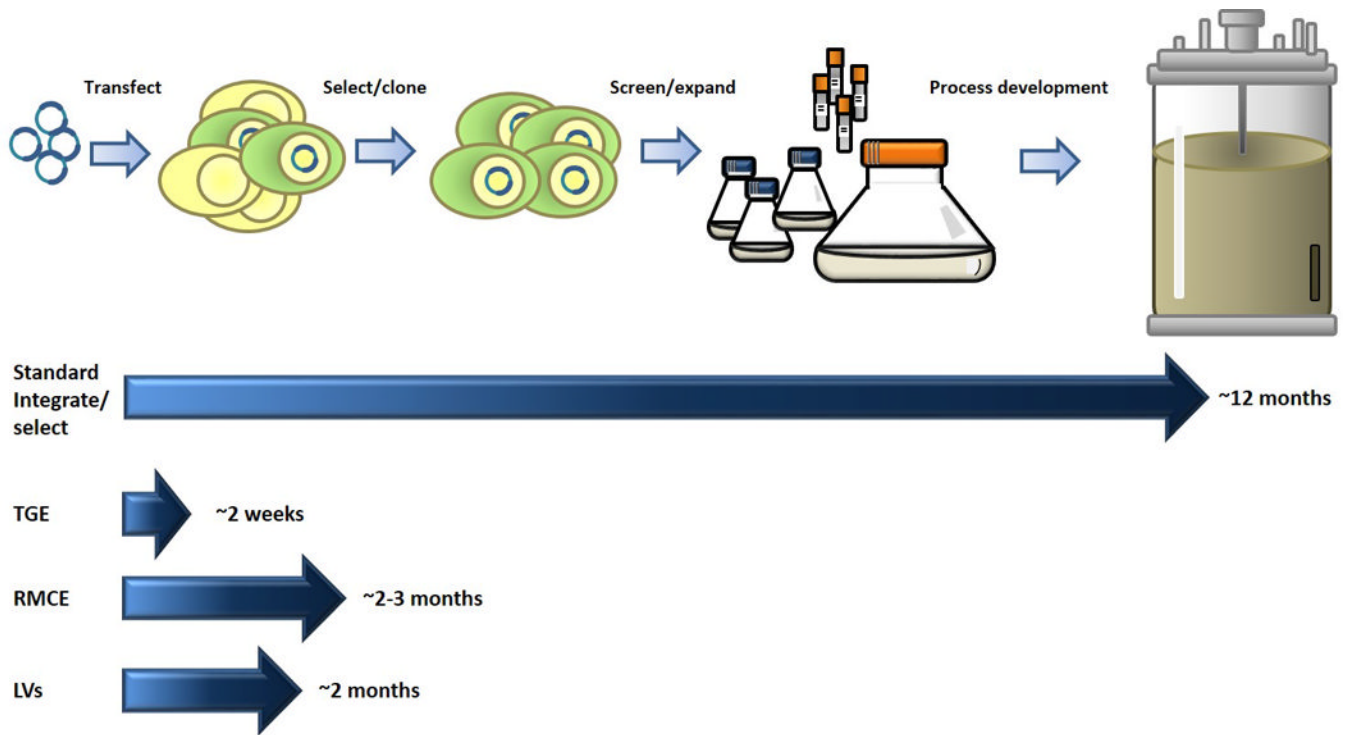 Transfect
Select/clone
Screen/expand
Process development
Standard
Integrate/
select
~12 months
TGE
~2 weeks
RMCE
~2-3 months
LVs
~2 months